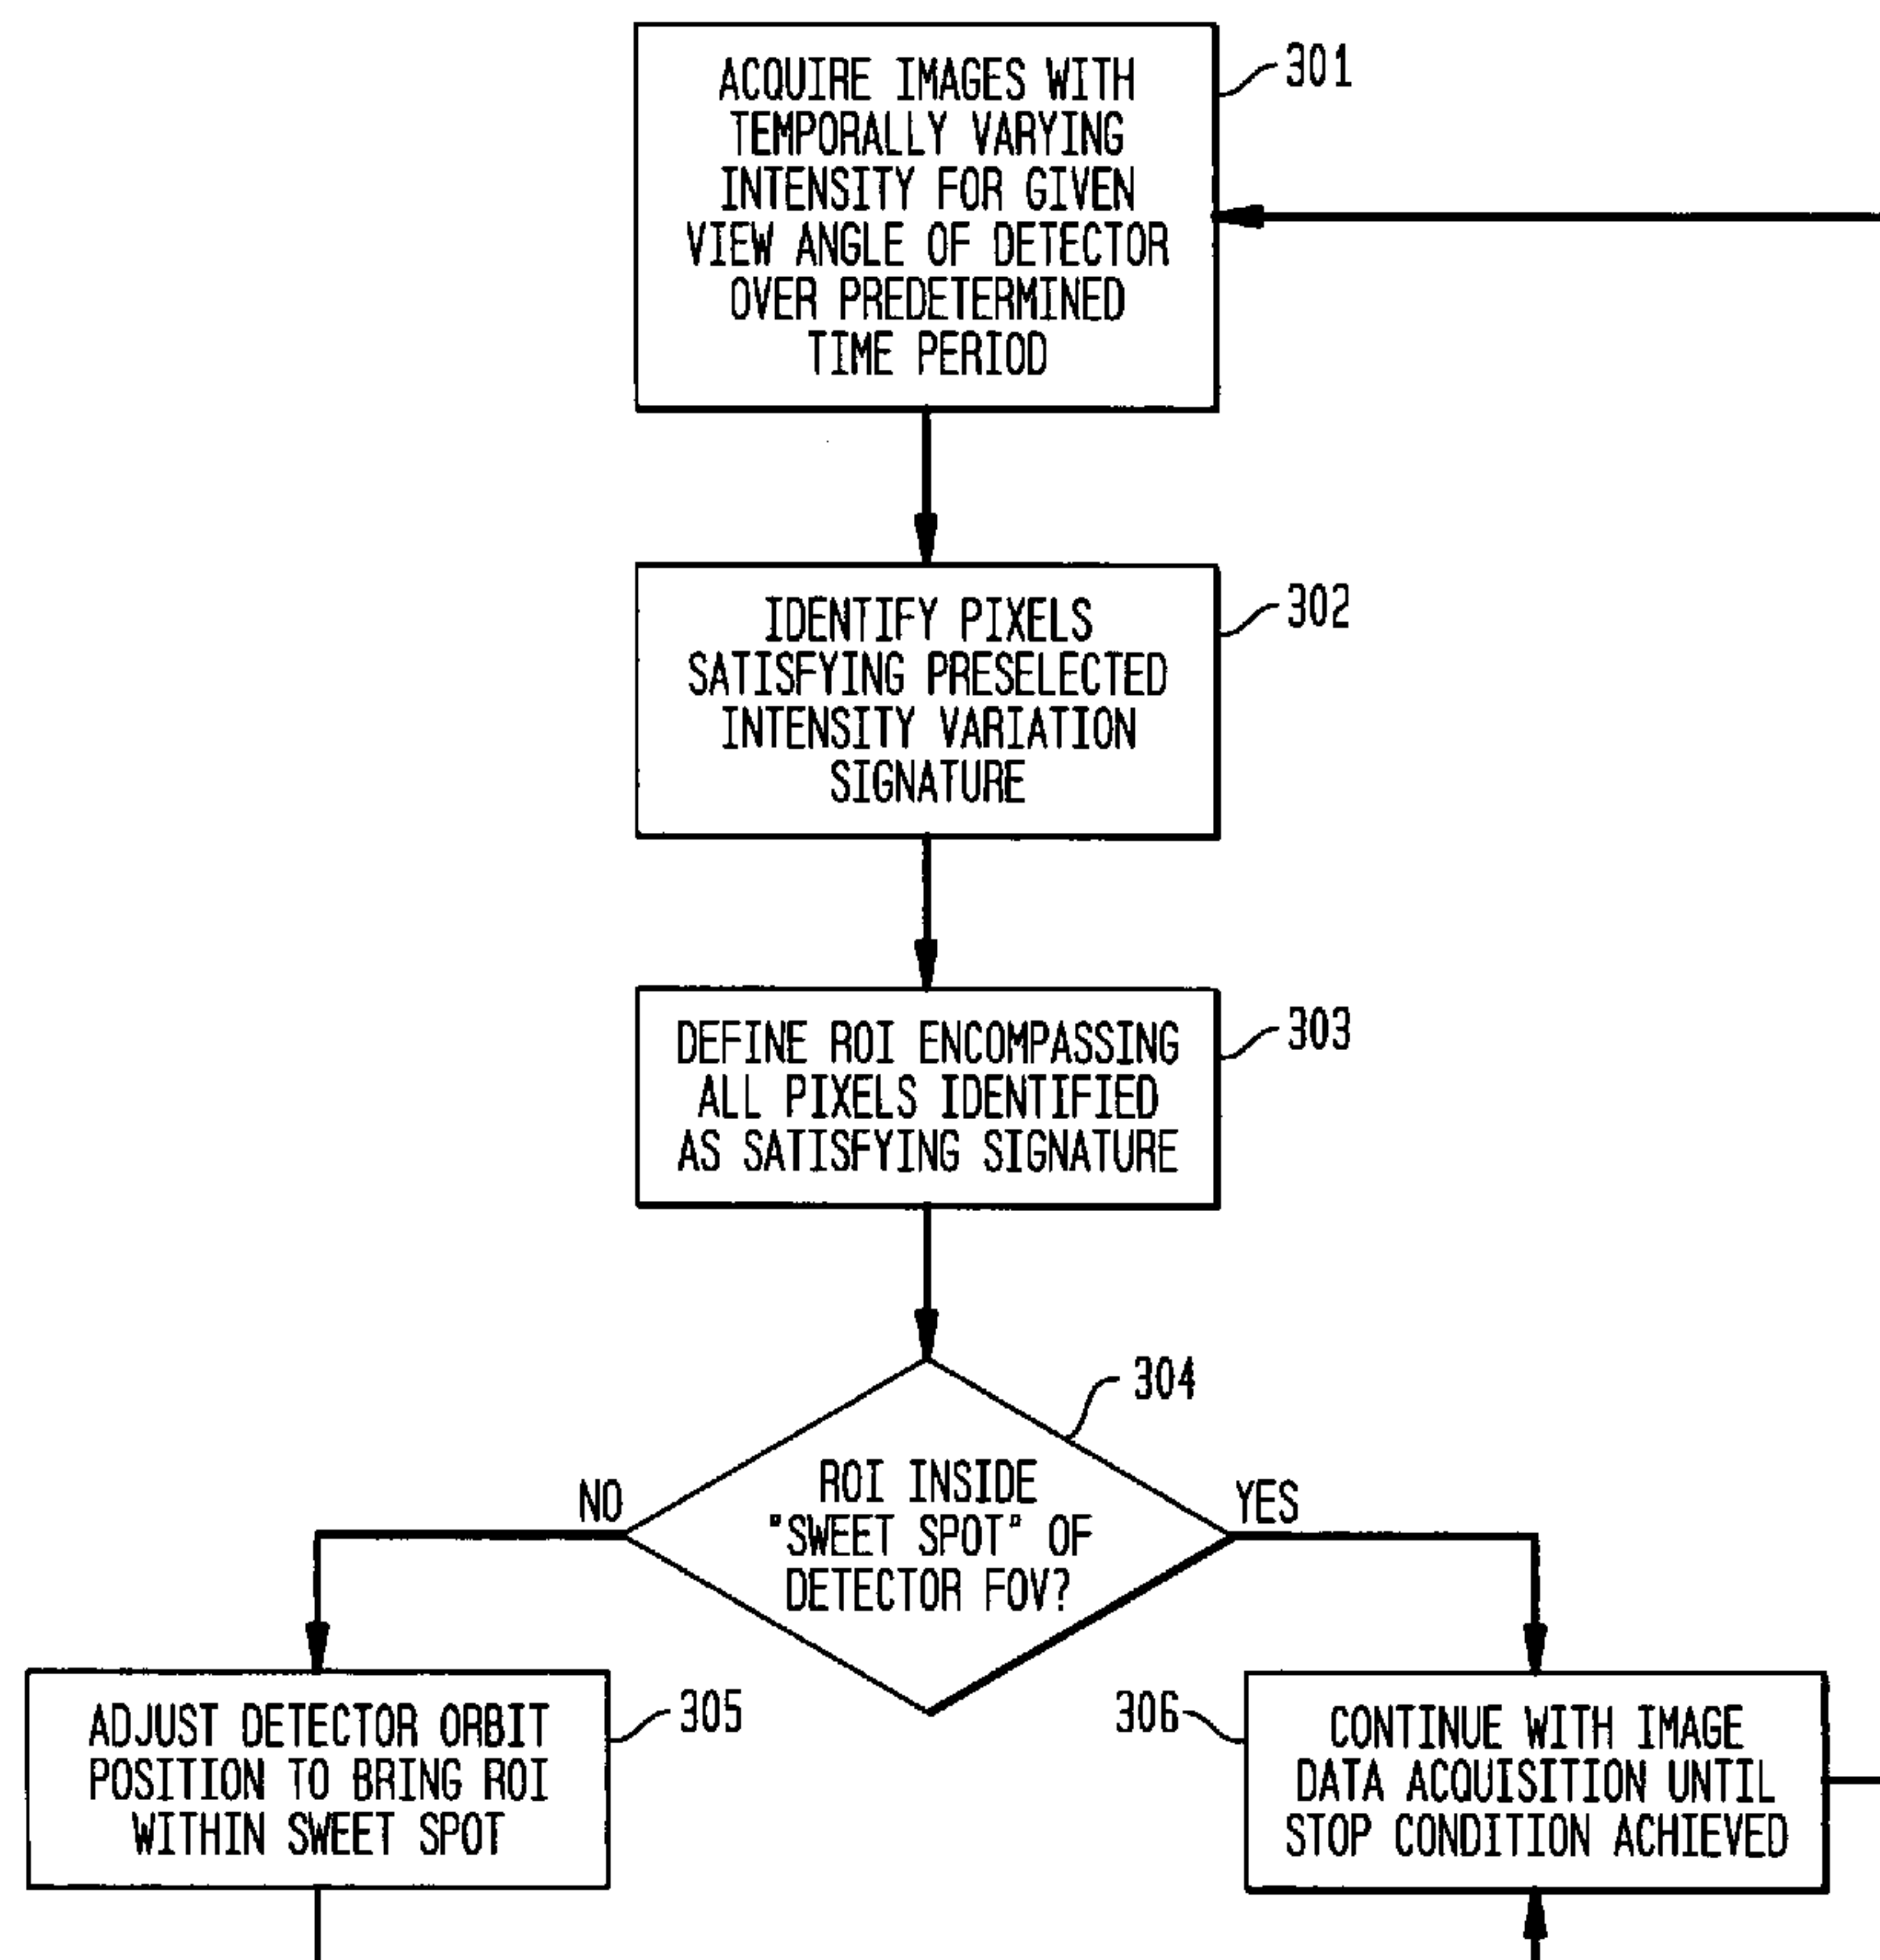 ACQUIRE IMAGES WITH
TEMPORALLY VARYING
INTENSITY FOR GIVEN
VIEW ANGLE OF DETECTOR
OVER PREDETERMINED
TIME PERIOD
301
IDENTIFY PIXELS
SATISFYING PRESELECTED
INTENSITY VARIATION
SIGNATURE
302
DEFINE ROI ENCOMPASSING
ALL PIXELS IDENTIFIED
AS SATISFYING SIGNATURE
303
304
ROI INSIDE
"SWEET SPOT" OF
DETECTOR FOV?
NO
YES
ADJUST DETECTOR ORBIT
POSITION TO BRING ROI
WITHIN SWEET SPOT
305
306
CONTINUE WITH IMAGE
DATA ACQUISITION UNTIL
STOP CONDITION ACHIEVED